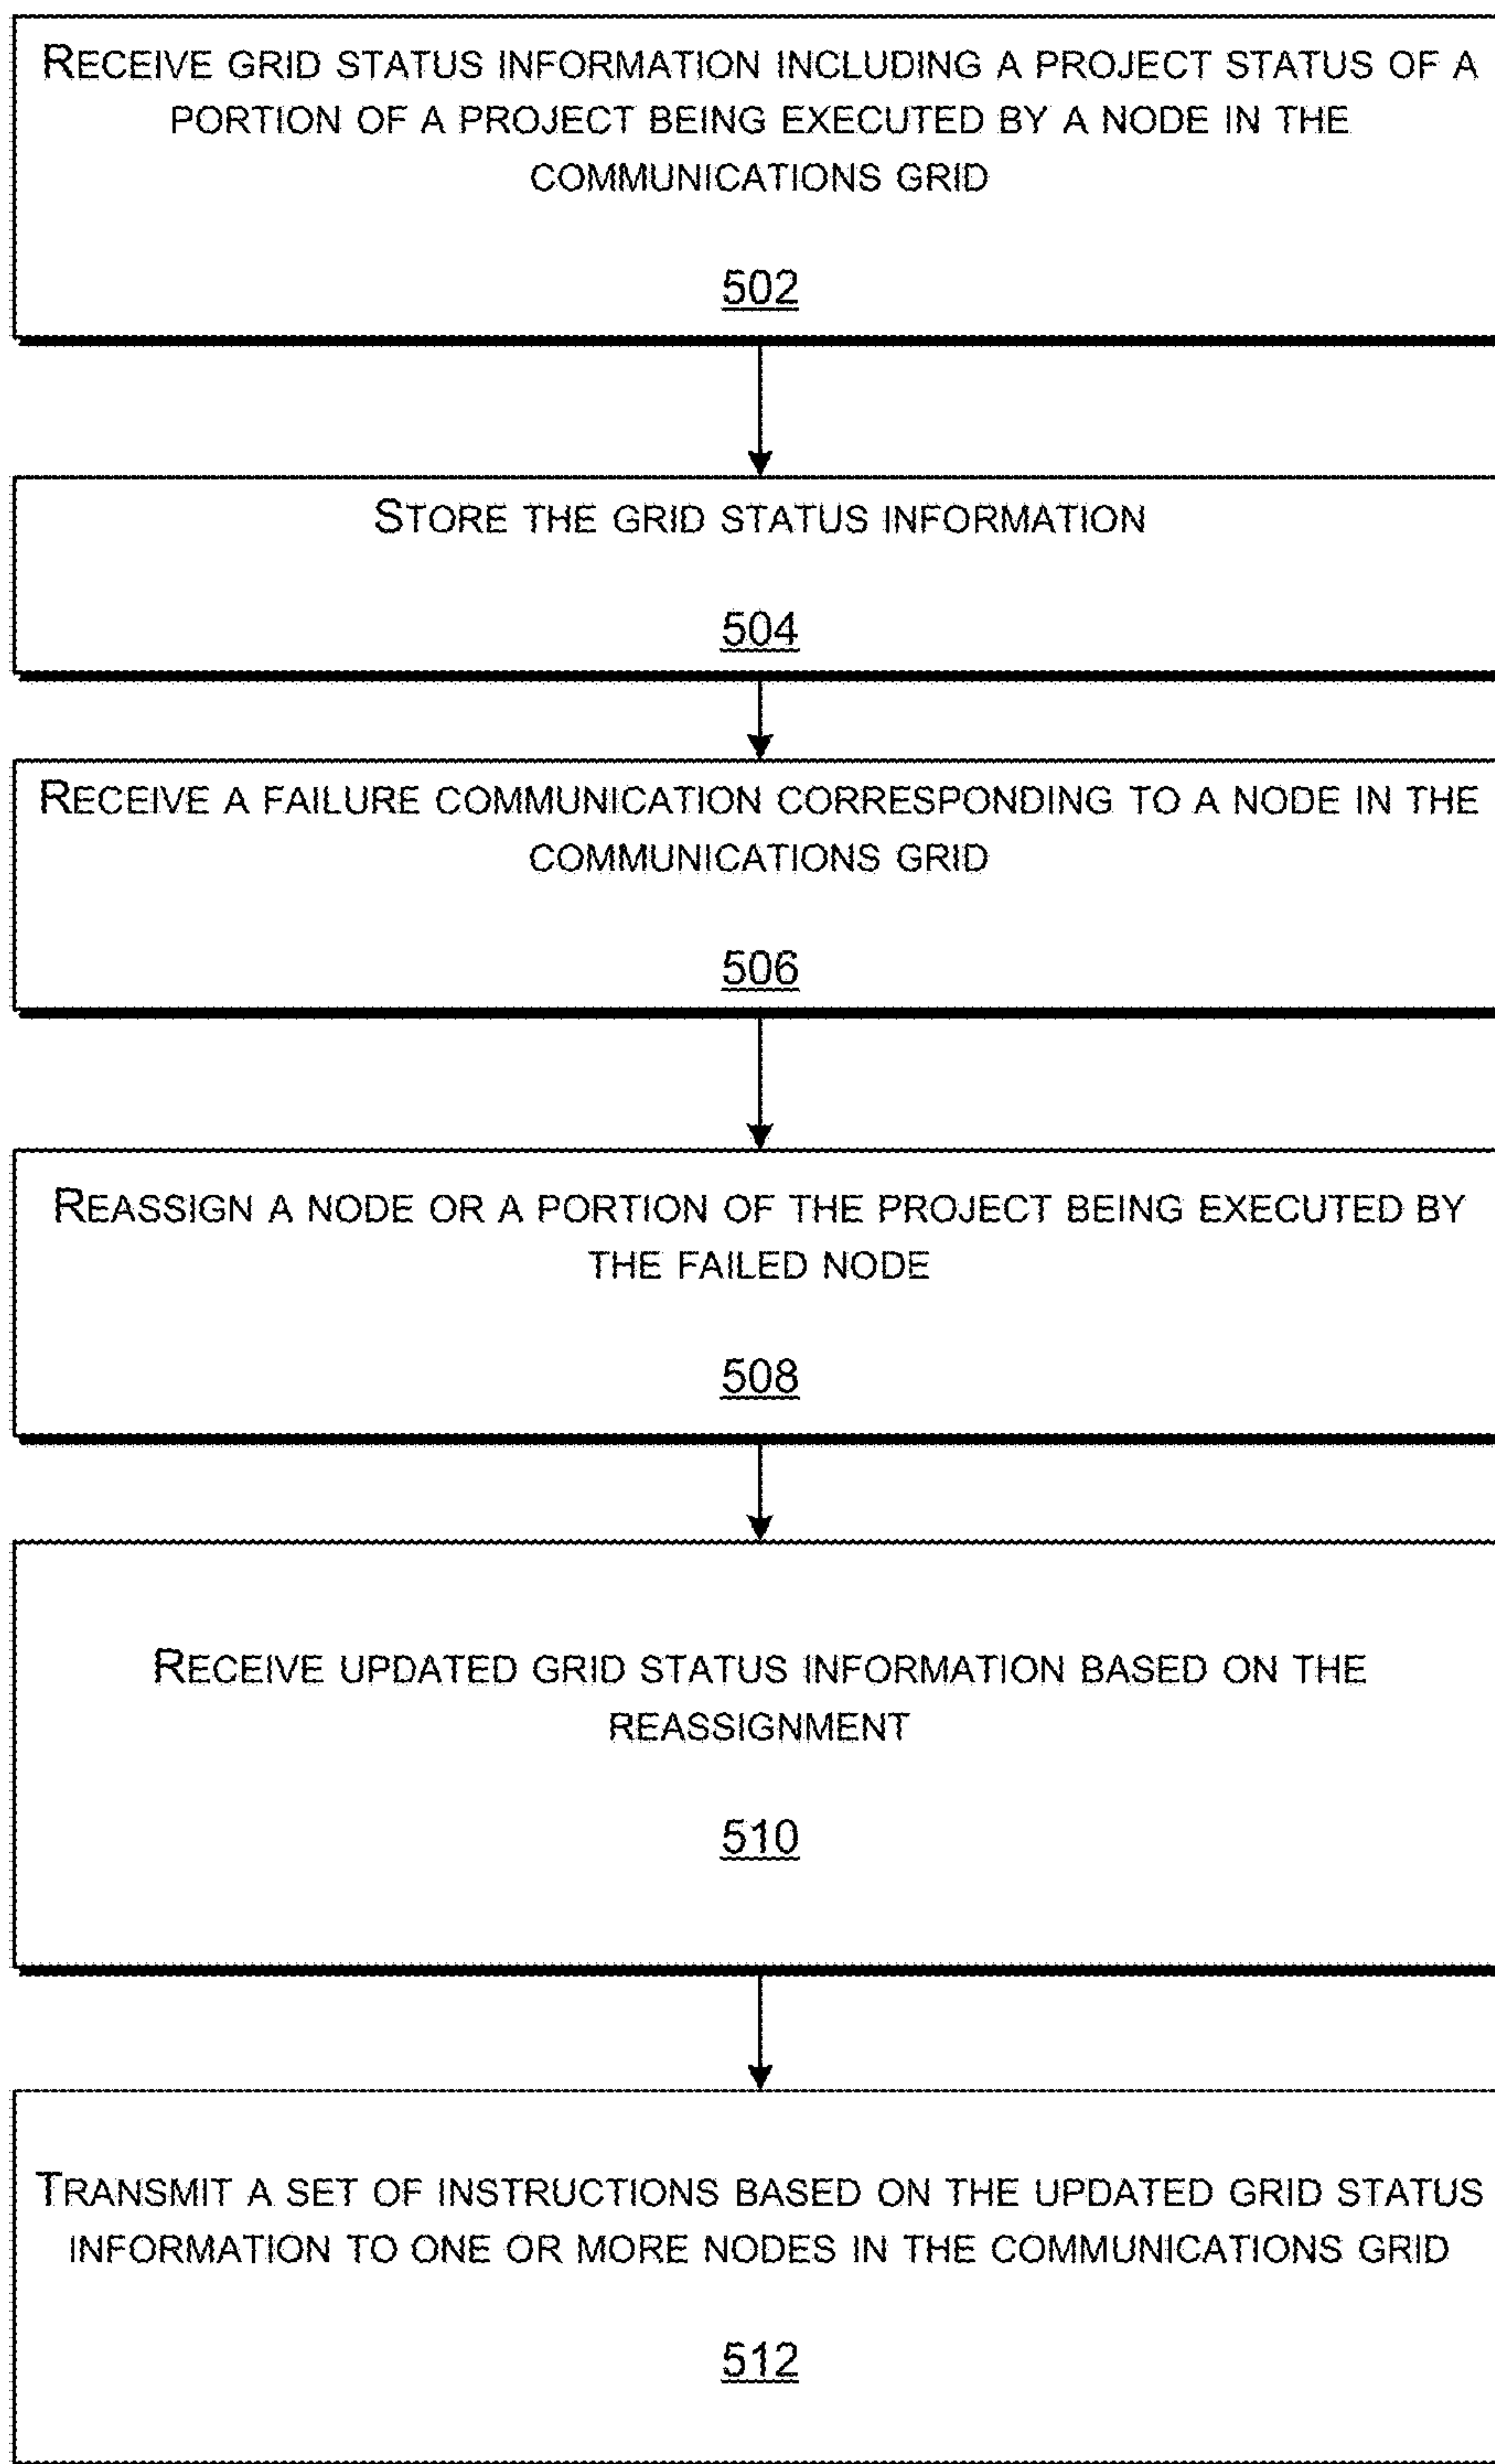 RECEIVE GRID STATUS INFORMATION INCLUDING A PROJECT STATUS OF A
PORTION OF A PROJECT BEING EXECUTED BY A NODE IN THE
COMMUNICATIONS GRID
502
STORE THE GRID STATUS INFORMATION
504
RECEIVE A FAILURE COMMUNICATION CORRESPONDING TO A NODE IN THE
COMMUNICATIONS GRID
506
REASSIGN A NODE OR A PORTION OF THE PROJECT BEING EXECUTED BY
THE FAILED NODE
508
RECEIVE UPDATED GRID STATUS INFORMATION BASED ON THE
REASSIGNMENT
510
TRANSMIT A SET OF INSTRUCTIONS BASED ON THE UPDATED GRID STATUS
INFORMATION TO ONE OR MORE NODES IN THE COMMUNICATIONS GRID
512